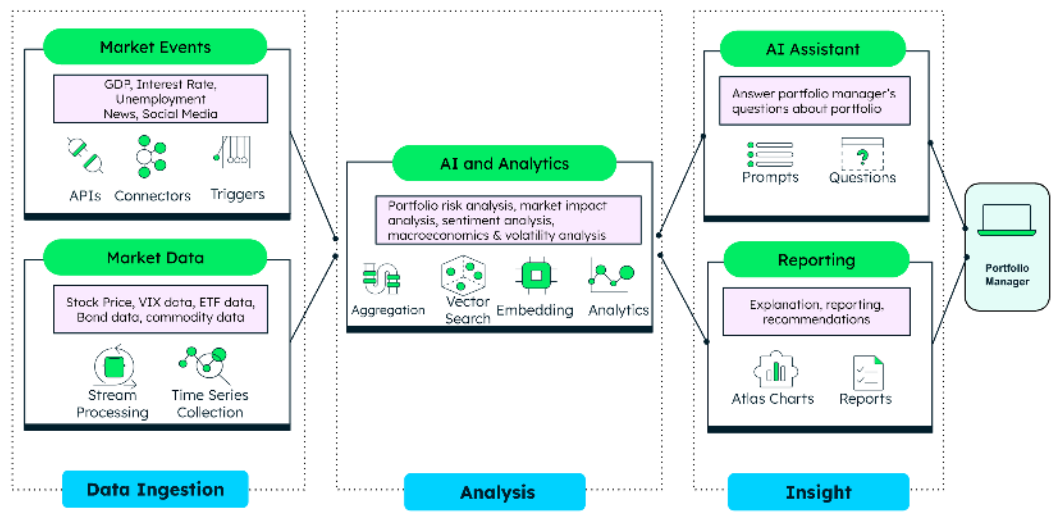 Market Events
GDP, Interest Rate,
Unemployment
News, Social Media
APIs
Connectors
Triggers
Market Data
Stock Price, VIX data, ETF data,
Bond data, commodity data
Stream
Processing
Time Series
Collection
Data Ingestion
AI and Analytics
Portfolio risk analysis, market impact
analysis, sentiment analysis,
macroeconomics & volatility analysis
Aggregation
Vector
Search
Embedding
Analytics
Analysis
AI Assistant
Answer portfolio manager's
questions about portfolio
?
Prompts
Questions
Reporting
Explanation, reporting,
recommendations
Atlas Charts
Reports
Insight
Portfolio
Manager